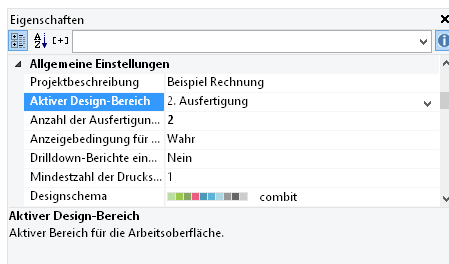 Eigenschaften
Allgemeine Einstellungen
Projektbeschreibung Beispiel Rechnung
Aktiver Design-Bereich 2. Ausfertigung
Anzahl der Ausfertigun... 2
Anzeigebedingung für ... Wahr
Drilldown-Berichte ein... Nein
Mindestzahl der Drucks... 1
Designschema combit
Aktiver Design-Bereich
Aktiver Bereich für die Arbeitsoberfläche.